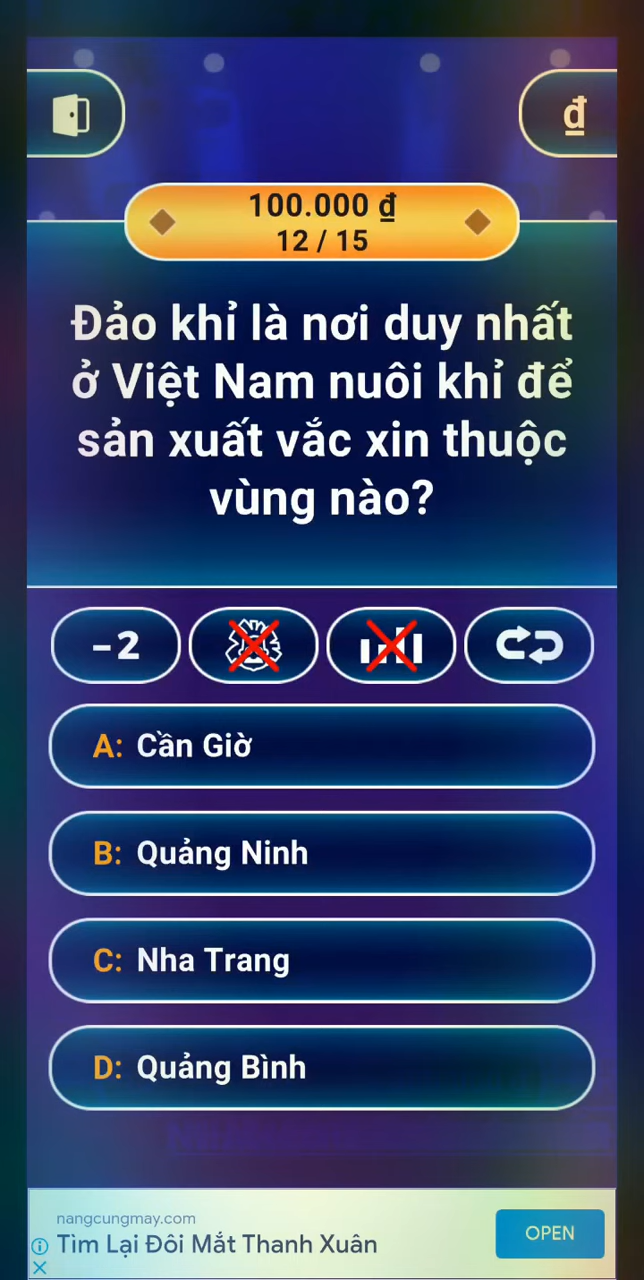 ₫
100.000 ₫
12 / 15
Đảo khỉ là nơi duy nhất
ở Việt Nam nuôi khỉ để
sản xuất vắc xin thuộc
vùng nào?
-2
A: Cần Giờ
B: Quảng Ninh
C: Nha Trang
D: Quảng Bình
nangcungmay.com
Tìm Lại Đôi Mắt Thanh Xuân
OPEN